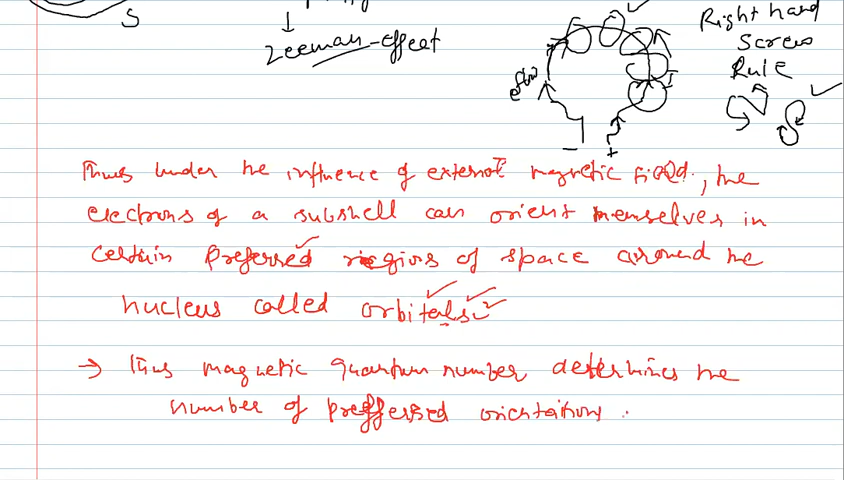 S
Zeeman-effect
Right hand
Screw
Rule
-
+
Thus under the influence of external magnetic field, the
electrons of a subshell can orient themselves in
certain preferred regions of space around the
nucleus called orbitals
→ Thus magnetic quantum number determines the
number of preffersed orientations.